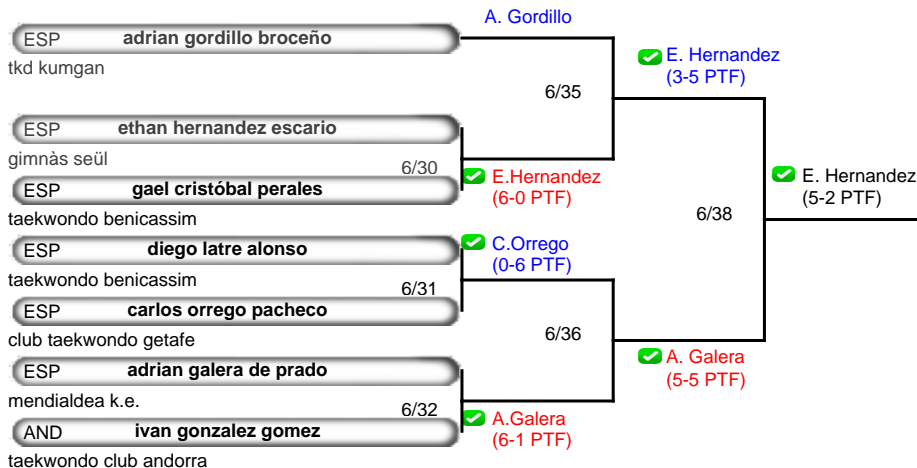 A. Gordillo
ESP adrian gordillo broceño
tkd kumgan
E. Hernandez
(3-5 PTF)
6/35
ESP ethan hernandez escario
gimnàs seül
6/30
ESP gael cristóbal perales
taekwondo benicassim
E.Hernandez
(6-0 PTF)
E. Hernandez
(5-2 PTF)
6/38
ESP diego latre alonso
taekwondo benicassim
C.Orrego
(0-6 PTF)
6/31
ESP carlos orrego pacheco
club taekwondo getafe
6/36
ESP adrian galera de prado
mendialdea k.e.
A. Galera
(5-5 PTF)
6/32
AND ivan gonzalez gomez
taekwondo club andorra
A.Galera
(6-1 PTF)